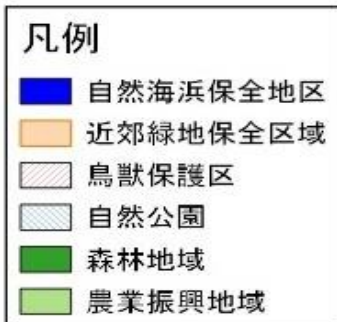 凡例
自然海浜保全地区
近郊緑地保全区域
鳥獣保護区
自然公園
森林地域
農業振興地域